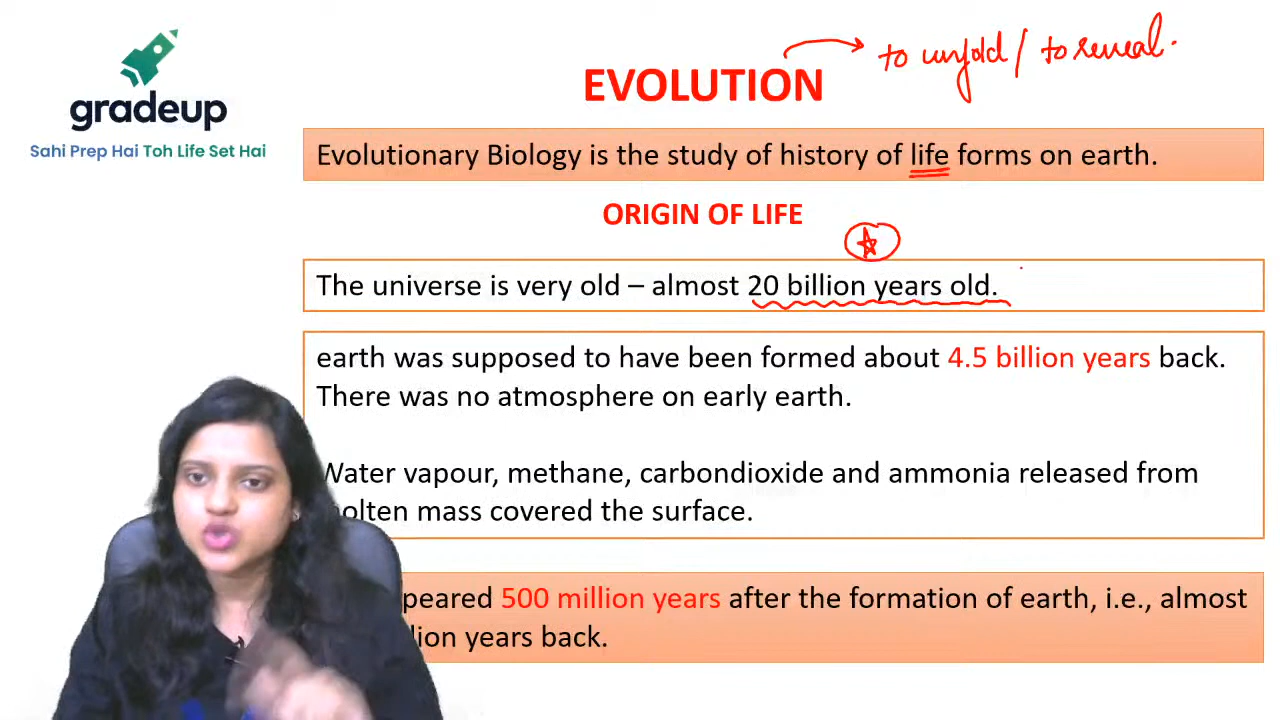 gradeup
Sahi Prep Hai Toh Life Set Hai
EVOLUTION
to unfold / to reveal.
Evolutionary Biology is the study of history of life forms on earth.
ORIGIN OF LIFE
The universe is very old – almost 20 billion years old.
earth was supposed to have been formed about 4.5 billion years back.
There was no atmosphere on early earth.
Water vapour, methane, carbondioxide and ammonia released from
molten mass covered the surface.
peared 500 million years after the formation of earth, i.e., almost
lion years back.